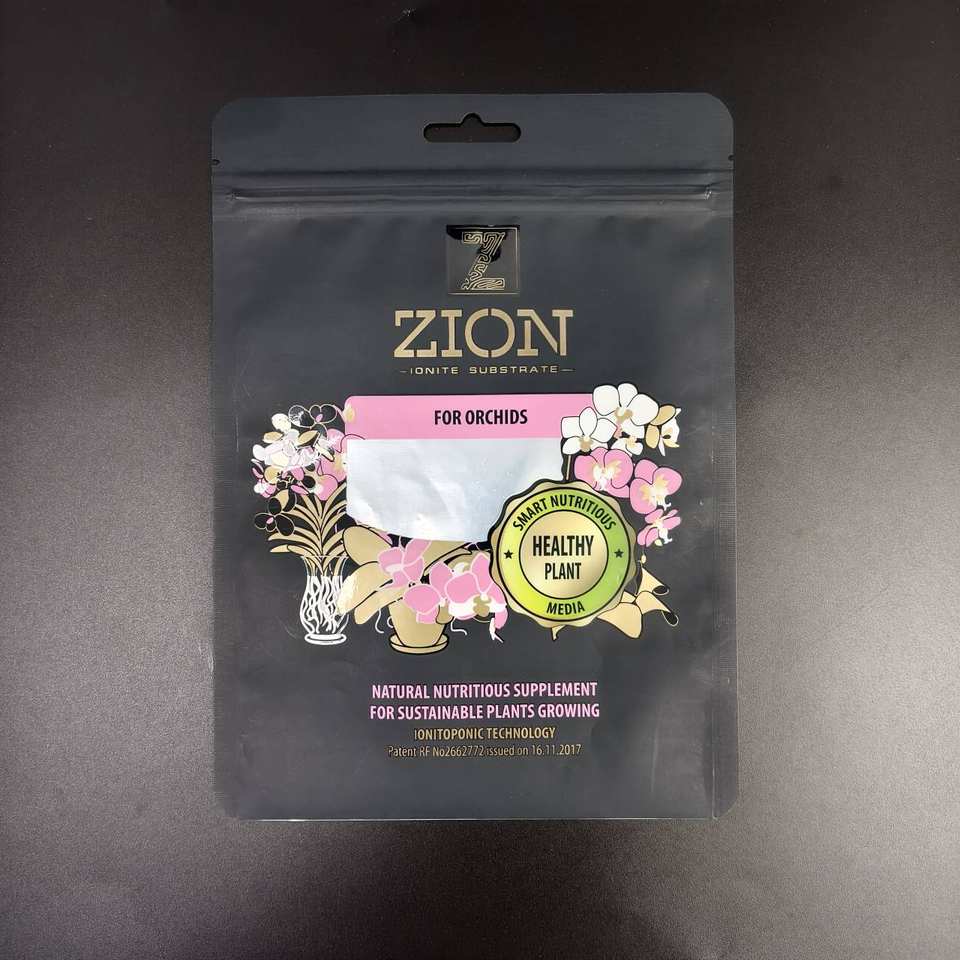 Z
ZION
IONITE SUBSTRATE
FOR ORCHIDS
SMART NUTRITIOUS
HEALTHY
PLANT
MEDIA
NATURAL NUTRITIOUS SUPPLEMENT
FOR SUSTAINABLE PLANTS GROWING
IONITOPONIC TECHNOLOGY
Patent RF No2662772 issued on 16.11.2017